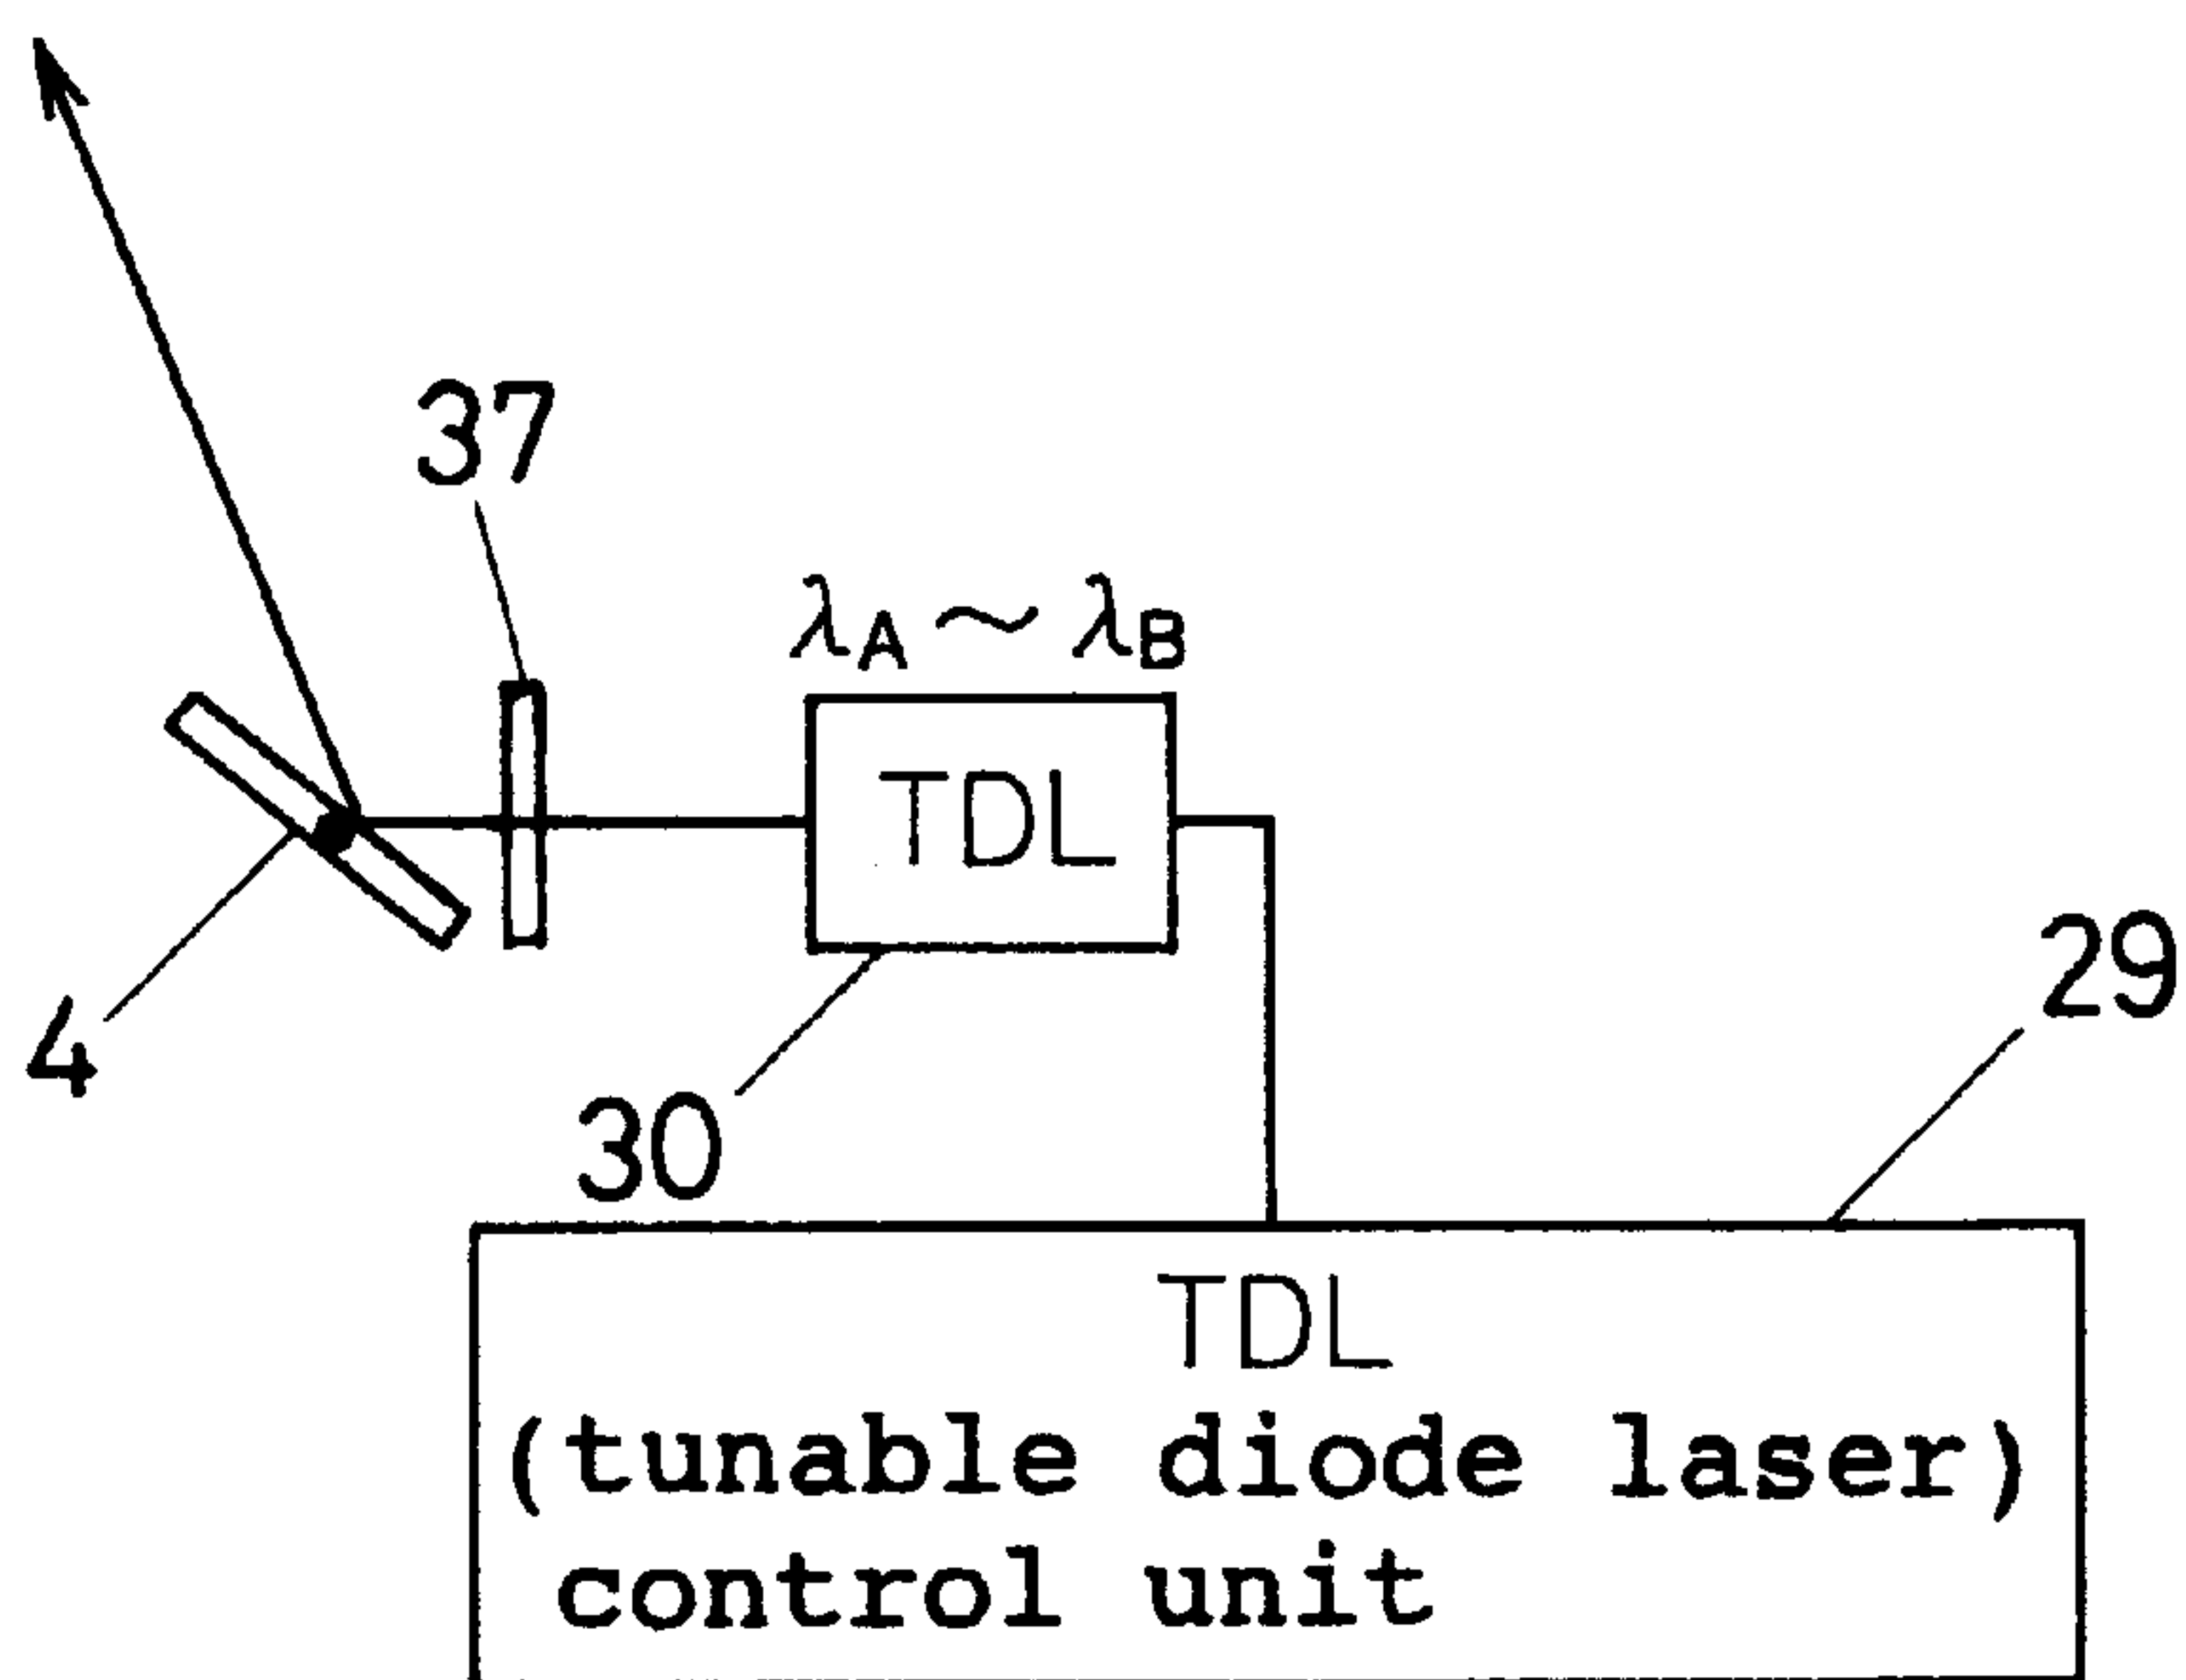 37
λA～λB
TDL
29
4
30
TDL
(tunable diode laser)
control unit